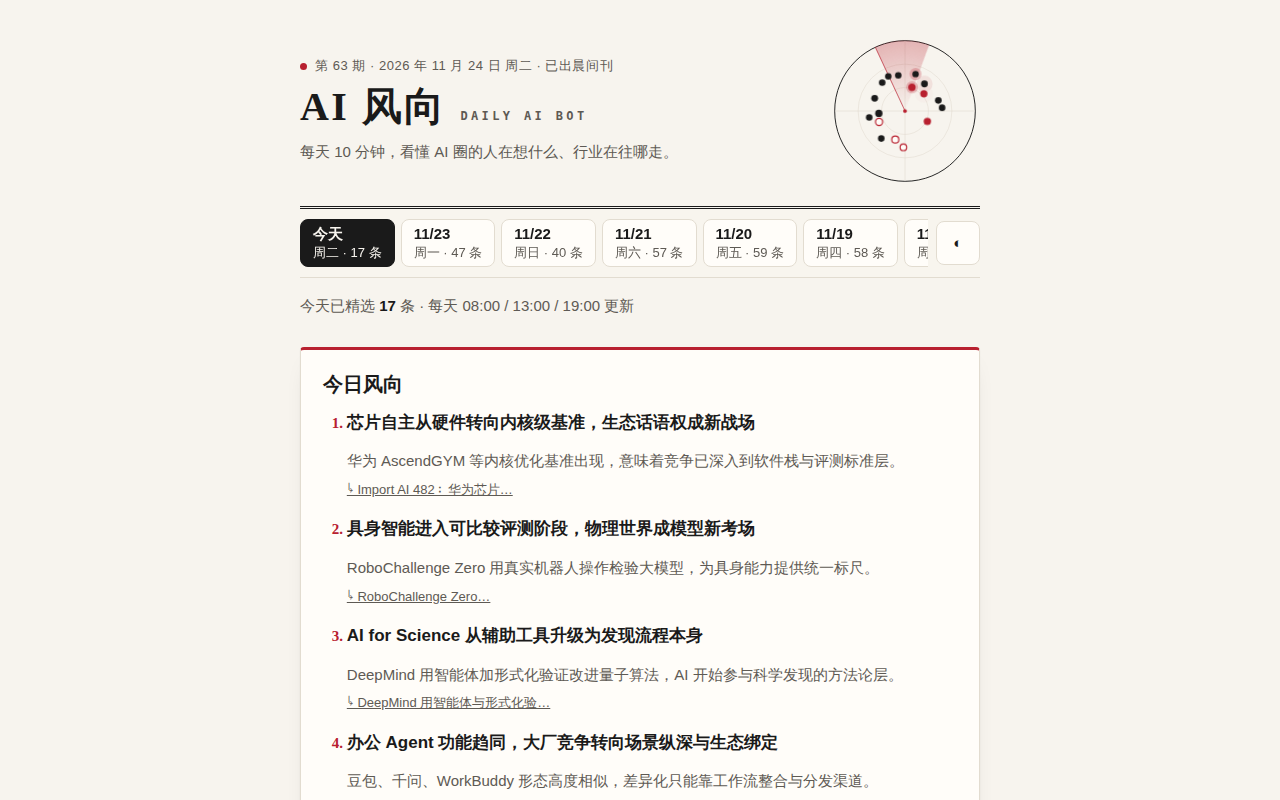 第 63 期 · 2026 年 11 月 24 日 周二 · 已出晨间刊
AI 风向 DAILY AI BOT
每天 10 分钟，看懂 AI 圈的人在想什么、行业在往哪走。
今天 11/23 11/22 11/21 11/20 11/19
周二 · 17 条 周一 · 47 条 周日 · 40 条 周六 · 57 条 周五 · 59 条 周四 · 58 条 周
今天已精选 17 条 · 每天 08:00 / 13:00 / 19:00 更新
今日风向
1. 芯片自主从硬件转向内核级基准，生态话语权成新战场
华为 AscendGYM 等内核优化基准出现，意味着竞争已深入到软件栈与评测标准层。
↳ Import AI 482：华为芯片…
2. 具身智能进入可比较评测阶段，物理世界成模型新考场
RoboChallenge Zero 用真实机器人操作检验大模型，为具身能力提供统一标尺。
↳ RoboChallenge Zero…
3. AI for Science 从辅助工具升级为发现流程本身
DeepMind 用智能体加形式化验证改进量子算法，AI 开始参与科学发现的方法论层。
↳ DeepMind 用智能体与形式化验…
4. 办公 Agent 功能趋同，大厂竞争转向场景纵深与生态绑定
豆包、千问、WorkBuddy 形态高度相似，差异化只能靠工作流整合与分发渠道。